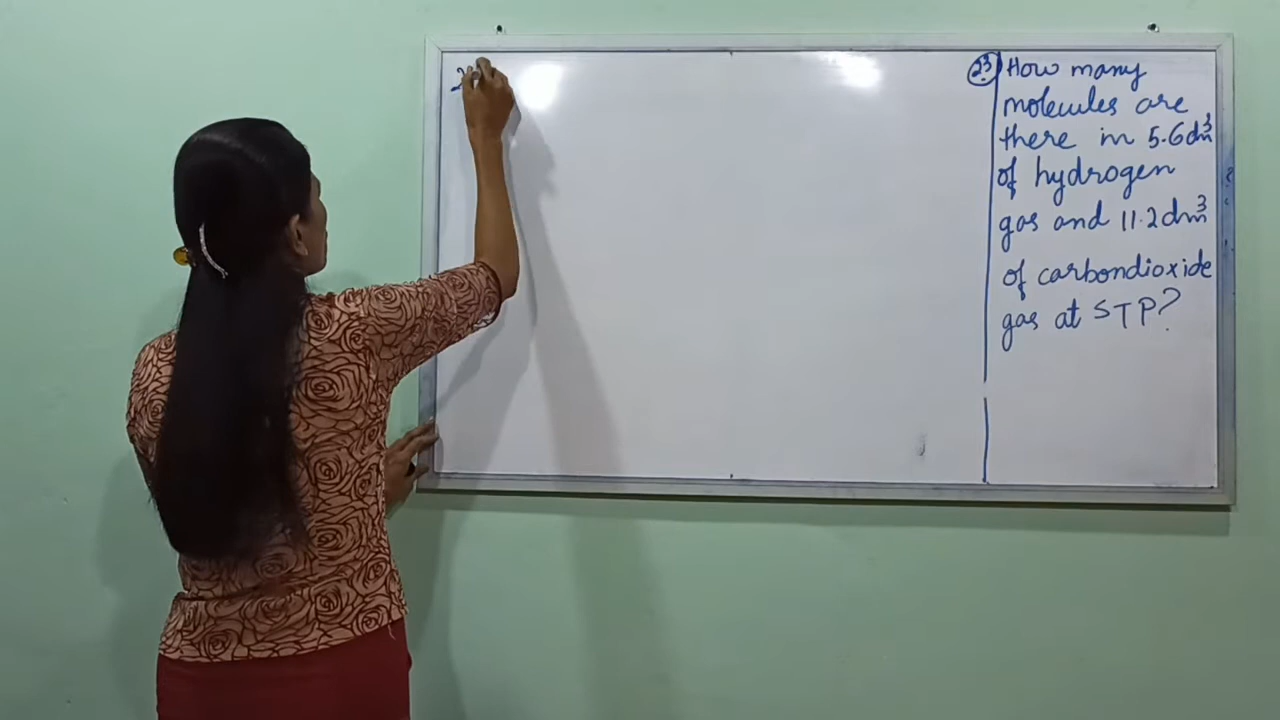 2
23 How many
molecules are
there in 5.6dm³
of hydrogen
gas and 11.2dm³
of carbondioxide
gas at STP?